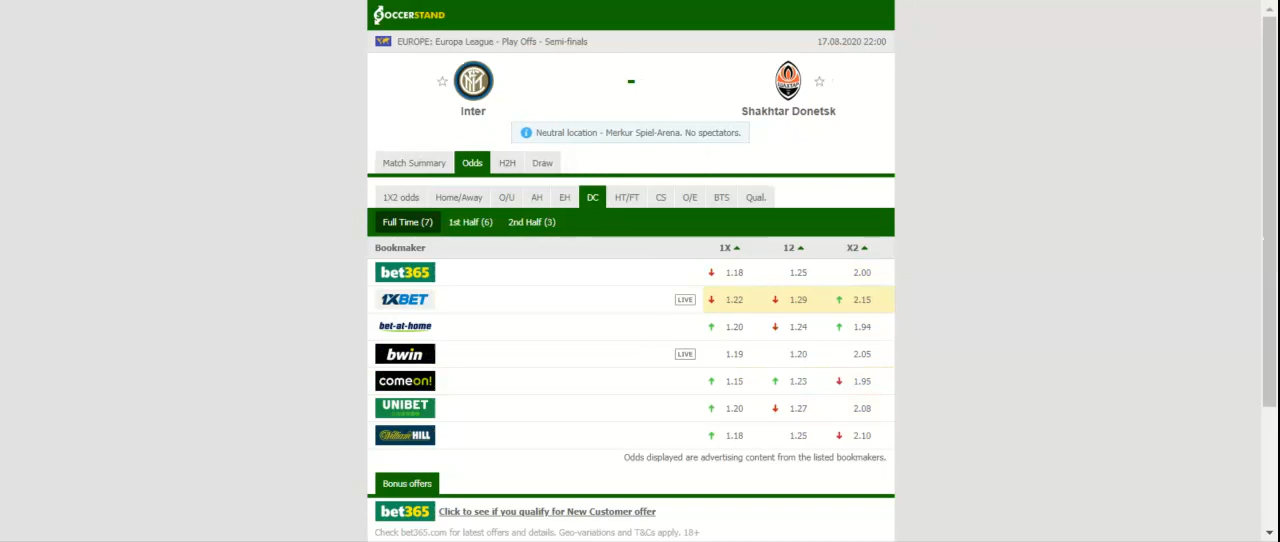 SOCCERSTAND
EUROPE: Europa League - Play Offs - Semi-finals 17.08.2020 22:00
-
Inter Shakhtar Donetsk
Neutral location - Merkur Spiel-Arena. No spectators.
Match Summary Odds H2H Draw
1X2 odds Home/Away O/U AH EH DC HT/FT CS O/E BTS Qual.
Full Time (7) 1st Half (6) 2nd Half (3)
Bookmaker 1X 12 X2
bet365 1.18 1.25 2.00
1XBET LIVE 1.22 1.29 2.15
bet-at-home 1.20 1.24 1.94
bwin LIVE 1.19 1.20 2.05
comeon! 1.15 1.23 1.95
UNIBET 1.20 1.27 2.08
William HILL 1.18 1.25 2.10
Odds displayed are advertising content from the listed bookmakers.
Bonus offers
bet365 Click to see if you qualify for New Customer offer
Check bet365.com for latest offers and details. Geo-variations and T&Cs apply. 18+